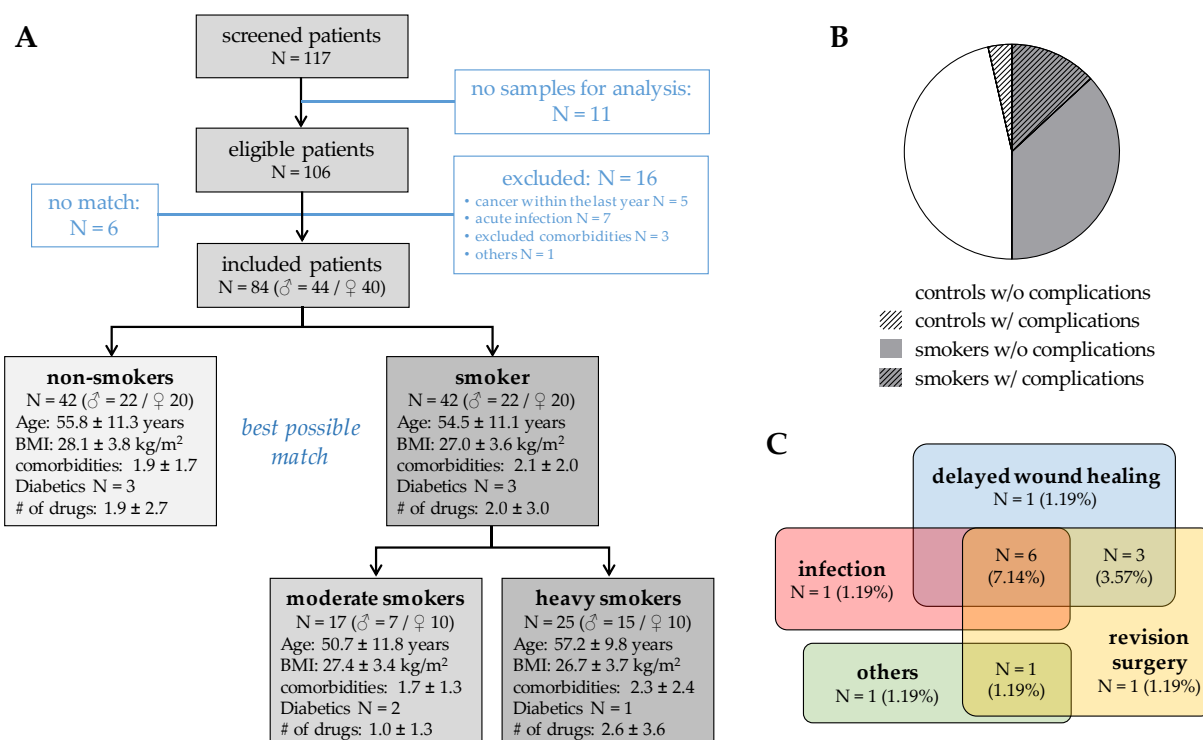 A
screened patients
N = 117
no samples for analysis:
N = 11
eligible patients
N = 106
no match:
N = 6
excluded: N = 16
• cancer within the last year N = 5
• acute infection N = 7
• excluded comorbidities N = 3
• others N = 1
included patients
N = 84 (♂ = 44 / ♀ 40)
non-smokers
N = 42 (♂ = 22 / ♀ 20)
Age: 55.8 ± 11.3 years
BMI: 28.1 ± 3.8 kg/m²
comorbidities: 1.9 ± 1.7
Diabetics N = 3
# of drugs: 1.9 ± 2.7
best possible
match
smoker
N = 42 (♂ = 22 / ♀ 20)
Age: 54.5 ± 11.1 years
BMI: 27.0 ± 3.6 kg/m²
comorbidities: 2.1 ± 2.0
Diabetics N = 3
# of drugs: 2.0 ± 3.0
moderate smokers
N = 17 (♂ = 7 / ♀ 10)
Age: 50.7 ± 11.8 years
BMI: 27.4 ± 3.4 kg/m²
comorbidities: 1.7 ± 1.3
Diabetics N = 2
# of drugs: 1.0 ± 1.3
heavy smokers
N = 25 (♂ = 15 / ♀ 10)
Age: 57.2 ± 9.8 years
BMI: 26.7 ± 3.7 kg/m²
comorbidities: 2.3 ± 2.4
Diabetics N = 1
# of drugs: 2.6 ± 3.6
B
controls w/o complications
controls w/ complications
smokers w/o complications
smokers w/ complications
C
delayed wound healing
N = 1 (1.19%)
infection
N = 1 (1.19%)
N = 6
(7.14%)
N = 3
(3.57%)
others
N = 1 (1.19%)
N = 1
(1.19%)
revision
surgery
N = 1 (1.19%)